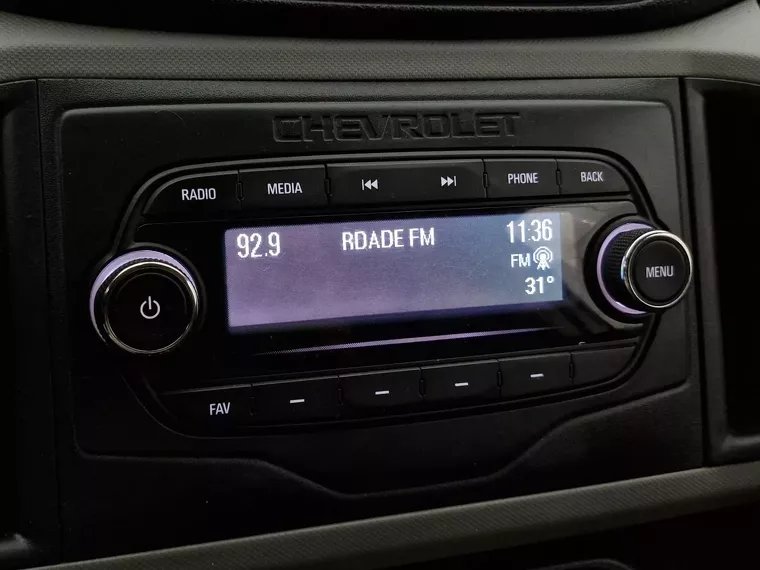 CHEVROLET
RADIO MEDIA PHONE BACK
92.9 RDADE FM 11:36
FM
31°
MENU
FAV